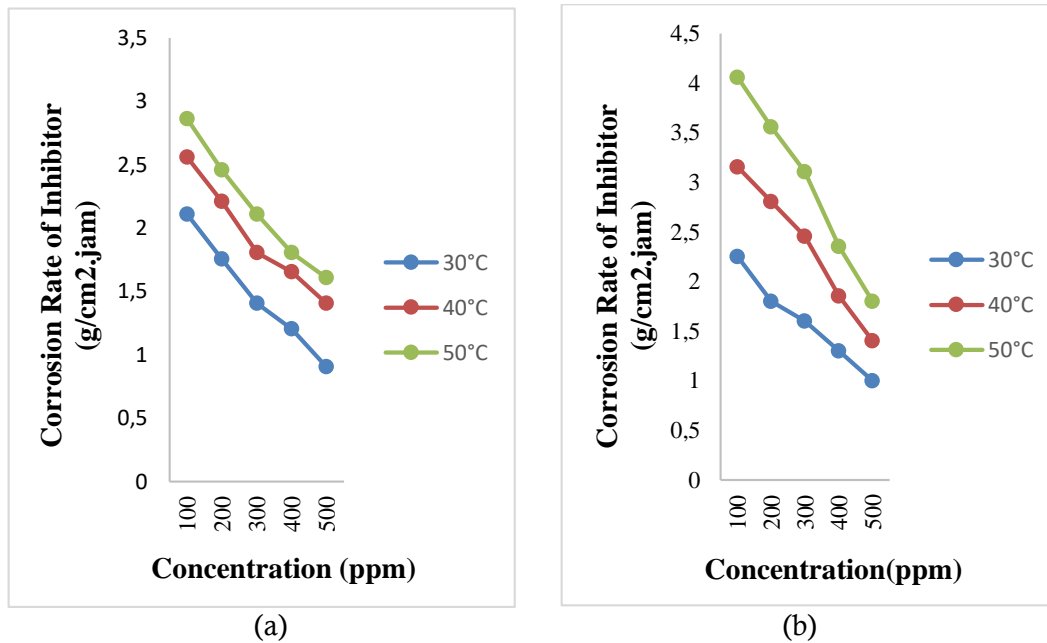 3,5
3
2,5
2
1,5
1
0,5
0
Corrosion Rate of Inhibitor
(g/cm2.jam)
100
200
300
400
500
Concentration (ppm)
30°C
40°C
50°C
(a)
4,5
4
3,5
3
2,5
2
1,5
1
0,5
0
Corrosion Rate of Inhibitor
(g/cm2.jam)
100
200
300
400
500
Concentration(ppm)
30°C
40°C
50°C
(b)